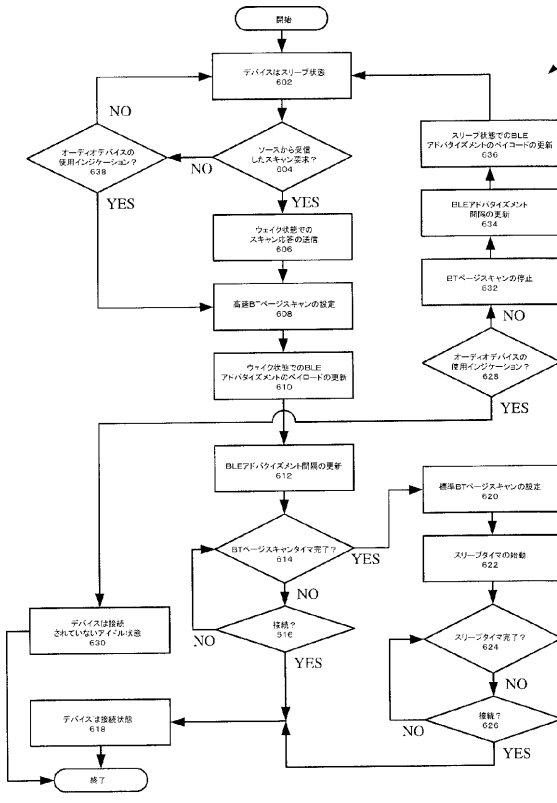 開始
デバイスはスリープ状態
602
NO
オーディオデバイスの
使用インジケーション？
638
NO
ソースから受信
したスキャン要求？
604
YES
YES
ウェイク状態での
スキャン応答の送信
606
高速BTページスキャンの設定
608
ウェイク状態でのBLE
アドバタイズメントのペイロードの更新
610
スリープ状態でのBLE
アドバタイズメントのペイロードの更新
636
BLEアドバタイズメント
間隔の更新
634
BTページスキャンの停止
632
NO
オーディオデバイスの
使用インジケーション？
628
YES
BLEアドバタイズメント間隔の更新
612
標準BTページスキャンの設定
620
BTページスキャンタイマ完了？
614
YES
スリープタイマの始動
622
NO
デバイスは接続
されていないアイドル状態
630
接続？
616
NO
YES
スリープタイマ完了？
624
NO
デバイスは接続状態
618
接続？
626
NO
YES
終了